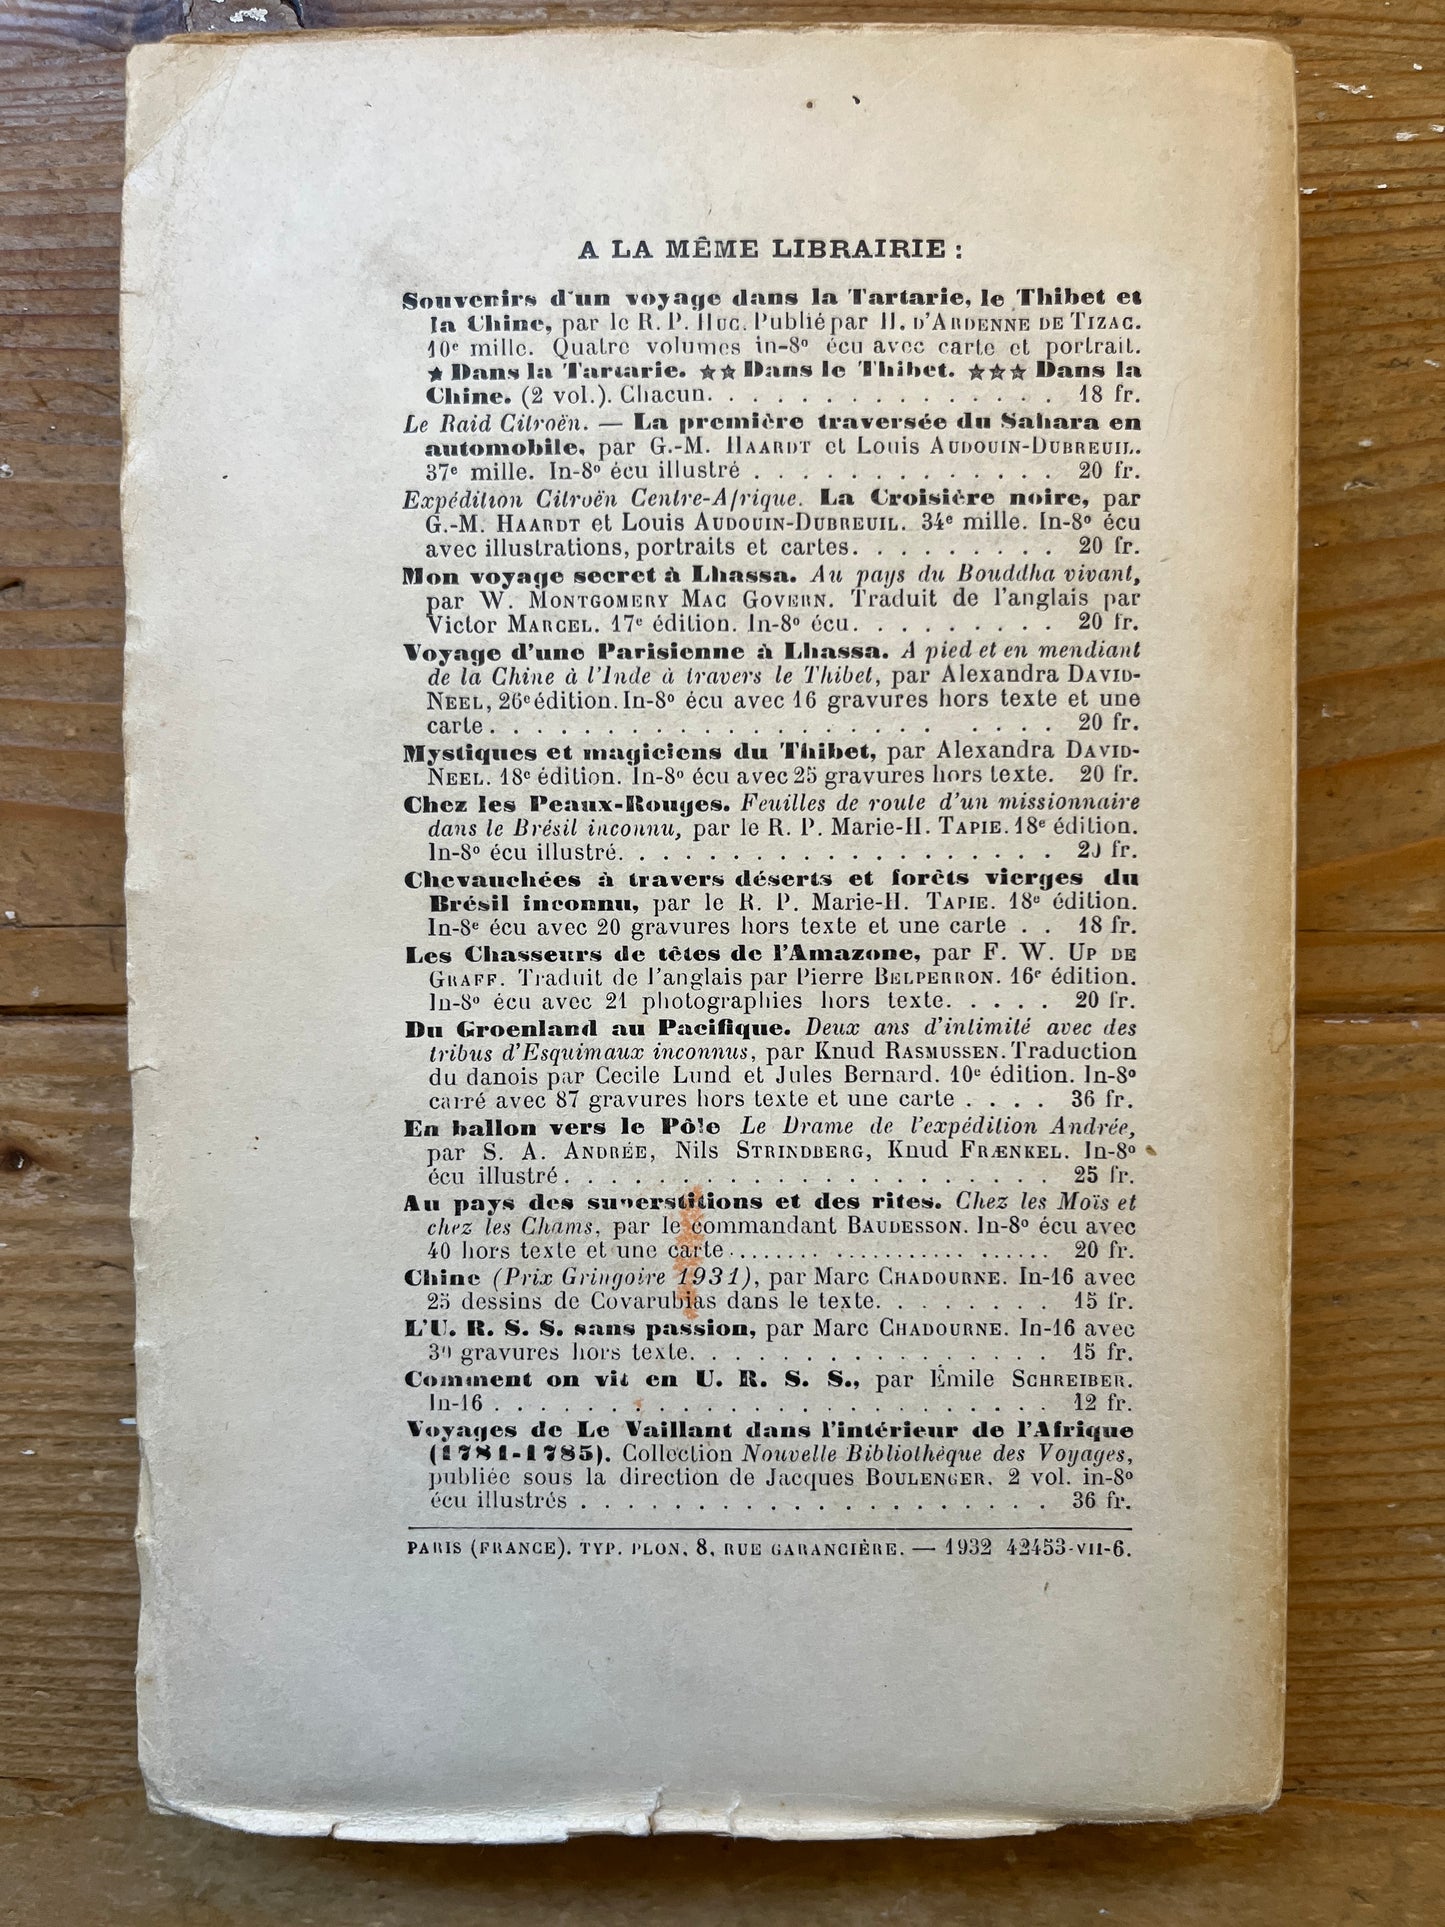 A LA MÊME LIBRAIRIE :
Souvenirs d'un voyage dans la Tartarie, le Thibet et
la Chine, par le R. P. HUC. Publié par H. D'ARDENNE DE TIZAC.
10e mille. Quatre volumes in-8° écu avec carte et portrait.
★ Dans la Tartarie. ★★ Dans le Thibet. ★★★ Dans la
Chine. (2 vol.). Chacun. . . . . . . . . . . . . . . . 18 fr.
Le Raid Citroën. — La première traversée du Sahara en
automobile, par G.-M. HAARDT et Louis AUDOUIN-DUBREUIL.
37e mille. In-8° écu illustré . . . . . . . . . . . . . 20 fr.
Expédition Citroën Centre-Afrique. La Croisière noire, par
G.-M. HAARDT et Louis AUDOUIN-DUBREUIL. 34e mille. In-8° écu
avec illustrations, portraits et cartes. . . . . . . . . 20 fr.
Mon voyage secret à Lhassa. Au pays du Bouddha vivant,
par W. MONTGOMERY MAC GOVERN. Traduit de l'anglais par
Victor MARCEL. 17e édition. In-8° écu. . . . . . . . . 20 fr.
Voyage d'une Parisienne à Lhassa. A pied et en mendiant
de la Chine à l'Inde à travers le Thibet, par Alexandra DAVID-
NEEL, 26e édition. In-8° écu avec 16 gravures hors texte et une
carte . . . . . . . . . . . . . . . . . . . . . . . . 20 fr.
Mystiques et magiciens du Thibet, par Alexandra DAVID-
NEEL. 18e édition. In-8° écu avec 25 gravures hors texte. 20 fr.
Chez les Peaux-Rouges. Feuilles de route d'un missionnaire
dans le Brésil inconnu, par le R. P. Marie-H. TAPIE. 18e édition.
In-8° écu illustré. . . . . . . . . . . . . . . . . . . 20 fr.
Chevauchées à travers déserts et forêts vierges du
Brésil inconnu, par le R. P. Marie-H. TAPIE. 18e édition.
In-8e écu avec 20 gravures hors texte et une carte . . 18 fr.
Les Chasseurs de têtes de l'Amazone, par F. W. UP DE
GRAFF. Traduit de l'anglais par Pierre BELPERRON. 16e édition.
In-8° écu avec 21 photographies hors texte. . . . . 20 fr.
Du Groenland au Pacifique. Deux ans d'intimité avec des
tribus d'Esquimaux inconnus, par Knud RASMUSSEN. Traduction
du danois par Cecile Lund et Jules Bernard. 10e édition. In-8°
carré avec 87 gravures hors texte et une carte . . . . 36 fr.
En ballon vers le Pôle Le Drame de l'expédition Andrée,
par S. A. ANDRÉE, Nils STRINDBERG, Knud FRÆNKEL. In-8°
écu illustré . . . . . . . . . . . . . . . . . . . . . 25 fr.
Au pays des superstitions et des rites. Chez les Moïs et
chez les Chams, par le commandant BAUDESSON. In-8° écu avec
40 hors texte et une carte . . . . . . . . . . . . . . 20 fr.
Chine (Prix Gringoire 1931), par Marc CHADOURNE. In-16 avec
25 dessins de Covarubias dans le texte. . . . . . . . 15 fr.
L'U. R. S. S. sans passion, par Marc CHADOURNE. In-16 avec
30 gravures hors texte. . . . . . . . . . . . . . . . 15 fr.
Comment on vit en U. R. S. S., par Émile SCHREIBER.
In-16 . . . . . . . . . . . . . . . . . . . . . . . . 12 fr.
Voyages de Le Vaillant dans l'intérieur de l'Afrique
(1781-1785). Collection Nouvelle Bibliothèque des Voyages,
publiée sous la direction de Jacques BOULENGER. 2 vol. in-8°
écu illustrés . . . . . . . . . . . . . . . . . . . . 36 fr.
PARIS (FRANCE). TYP. PLON, 8, RUE GARANCIÈRE. — 1932 42453-VII-6.